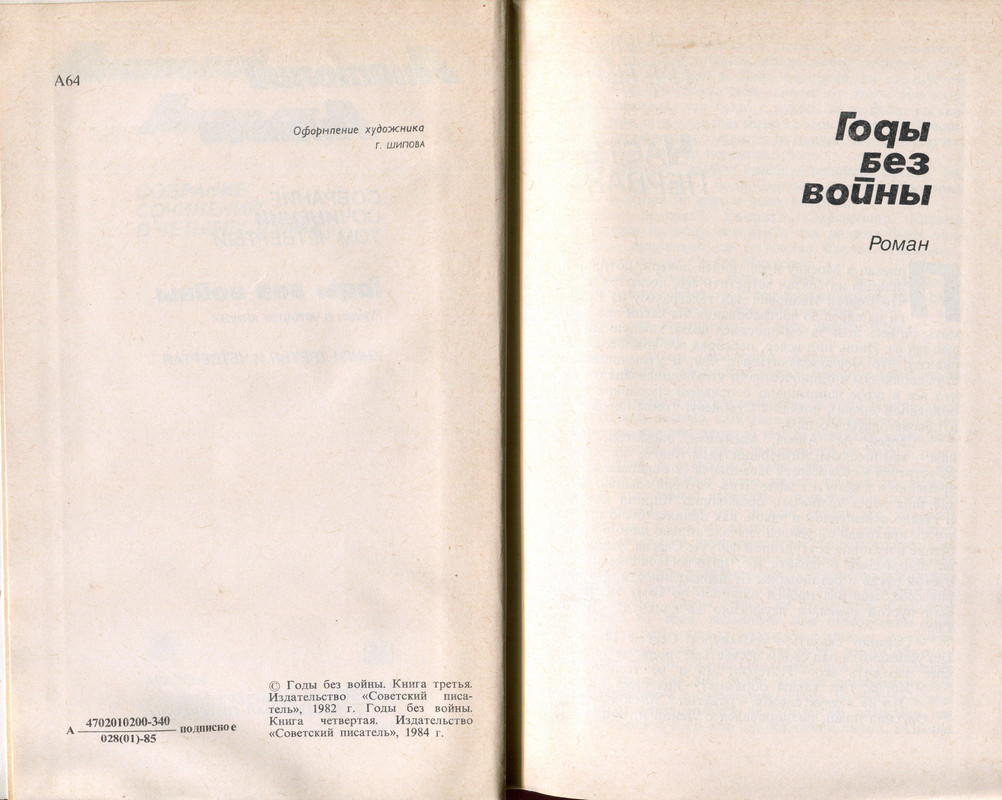 А64
Оформление художника
Г. ШИПОВА
© Годы без войны. Книга третья.
Издательство «Советский писа-
тель», 1982 г. Годы без войны.
Книга четвертая. Издательство
«Советский писатель», 1984 г.
А 4702010200-340 подписное
028(01)-85
Годы
без
войны
Роман